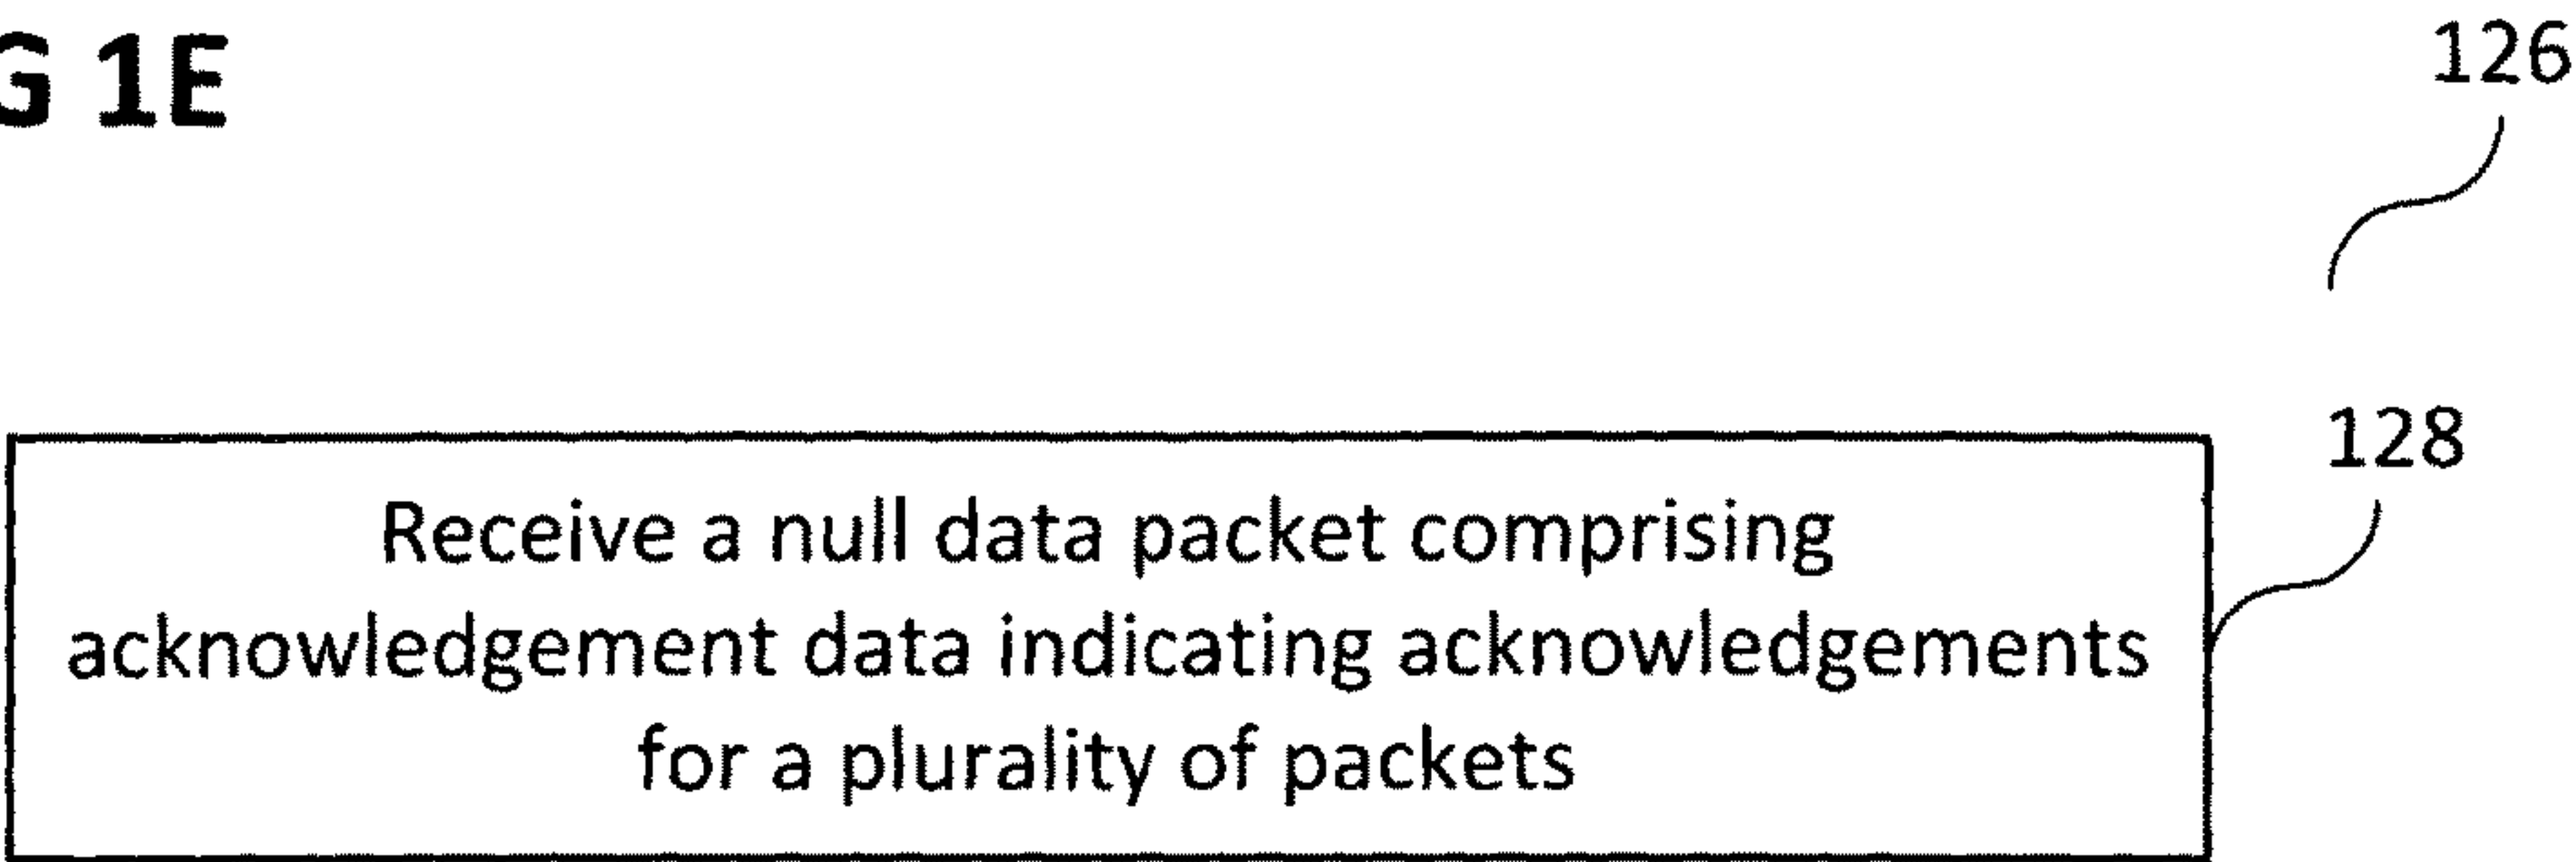 G 1E
126
128
Receive a null data packet comprising
acknowledgement data indicating acknowledgements
for a plurality of packets